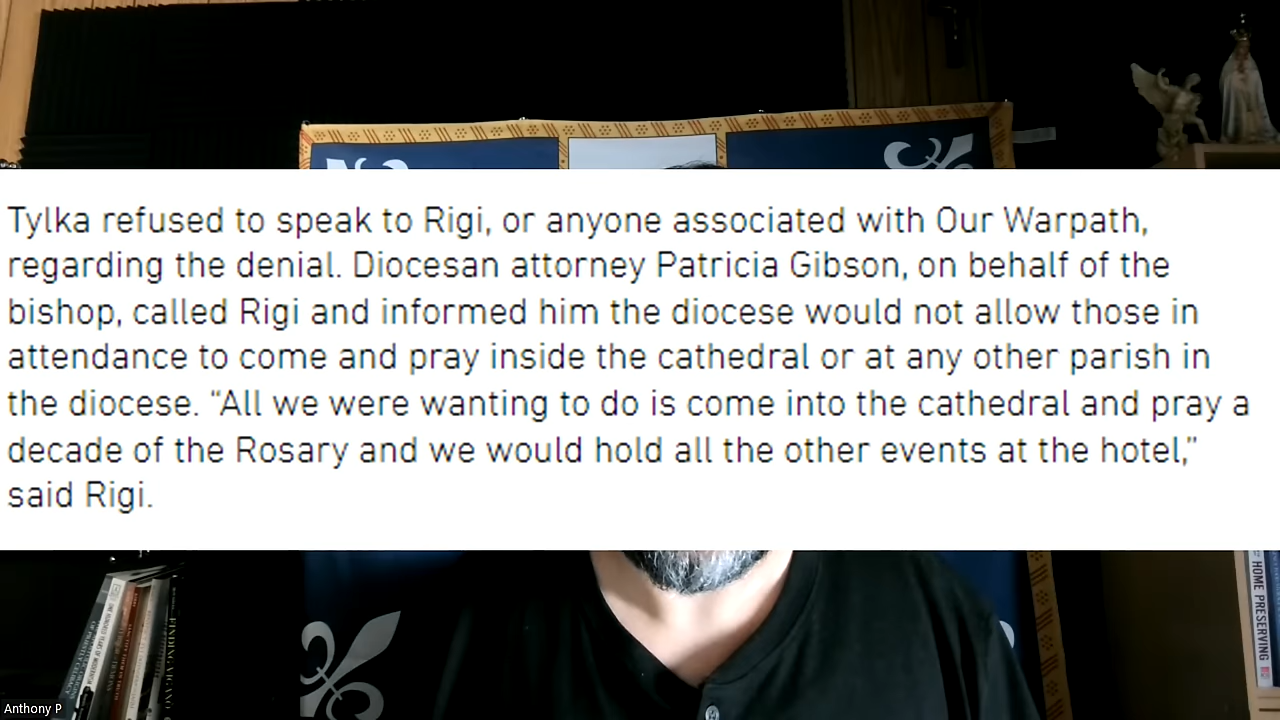 Tylka refused to speak to Rigi, or anyone associated with Our Warpath,
regarding the denial. Diocesan attorney Patricia Gibson, on behalf of the
bishop, called Rigi and informed him the diocese would not allow those in
attendance to come and pray inside the cathedral or at any other parish in
the diocese. “All we were wanting to do is come into the cathedral and pray a
decade of the Rosary and we would hold all the other events at the hotel,”
said Rigi.
HOME PRESERVING
Anthony P